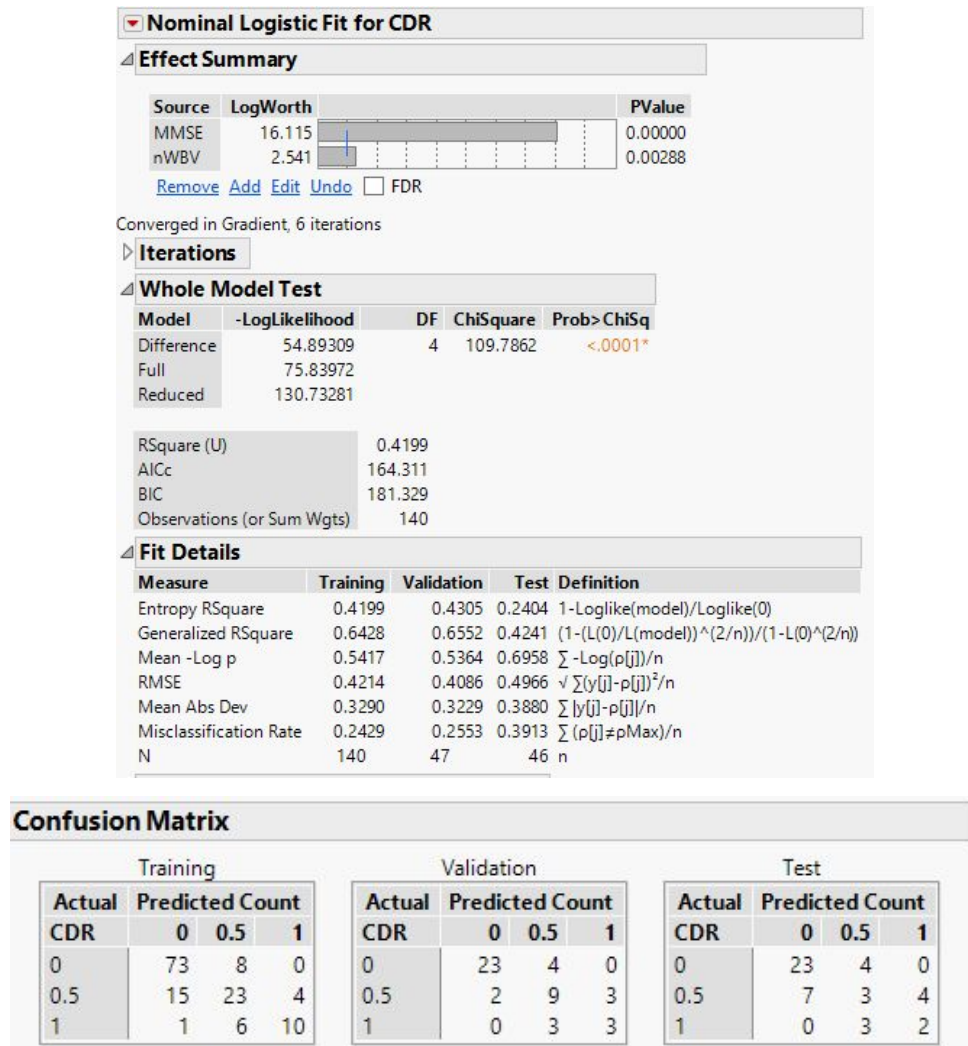 Nominal Logistic Fit for CDR
Effect Summary
Source LogWorth PValue
MMSE 16.115 0.00000
nWBV 2.541 0.00288
Remove Add Edit Undo FDR
Converged in Gradient, 6 iterations
Iterations
Whole Model Test
Model -LogLikelihood DF ChiSquare Prob>ChiSq
Difference 54.89309 4 109.7862 <.0001*
Full 75.83972
Reduced 130.73281
RSquare (U) 0.4199
AICc 164.311
BIC 181.329
Observations (or Sum Wgts) 140
Fit Details
Measure Training Validation Test Definition
Entropy RSquare 0.4199 0.4305 0.2404 1-Loglike(model)/Loglike(0)
Generalized RSquare 0.6428 0.6552 0.4241 (1-(L(0)/L(model))^(2/n))/(1-L(0)^(2/n))
Mean -Log p 0.5417 0.5364 0.6958 ∑ -Log(ρ[j])/n
RMSE 0.4214 0.4086 0.4966 √ ∑(y[j]-ρ[j])²/n
Mean Abs Dev 0.3290 0.3229 0.3880 ∑ |y[j]-ρ[j]|/n
Misclassification Rate 0.2429 0.2553 0.3913 ∑ (ρ[j]≠ρMax)/n
N 140 47 46 n
Confusion Matrix
Training Validation Test
Actual Predicted Count Actual Predicted Count Actual Predicted Count
CDR 0 0.5 1 CDR 0 0.5 1 CDR 0 0.5 1
0 73 8 0 0 23 4 0 0 23 4 0
0.5 15 23 4 0.5 2 9 3 0.5 7 3 4
1 1 6 10 1 0 3 3 1 0 3 2